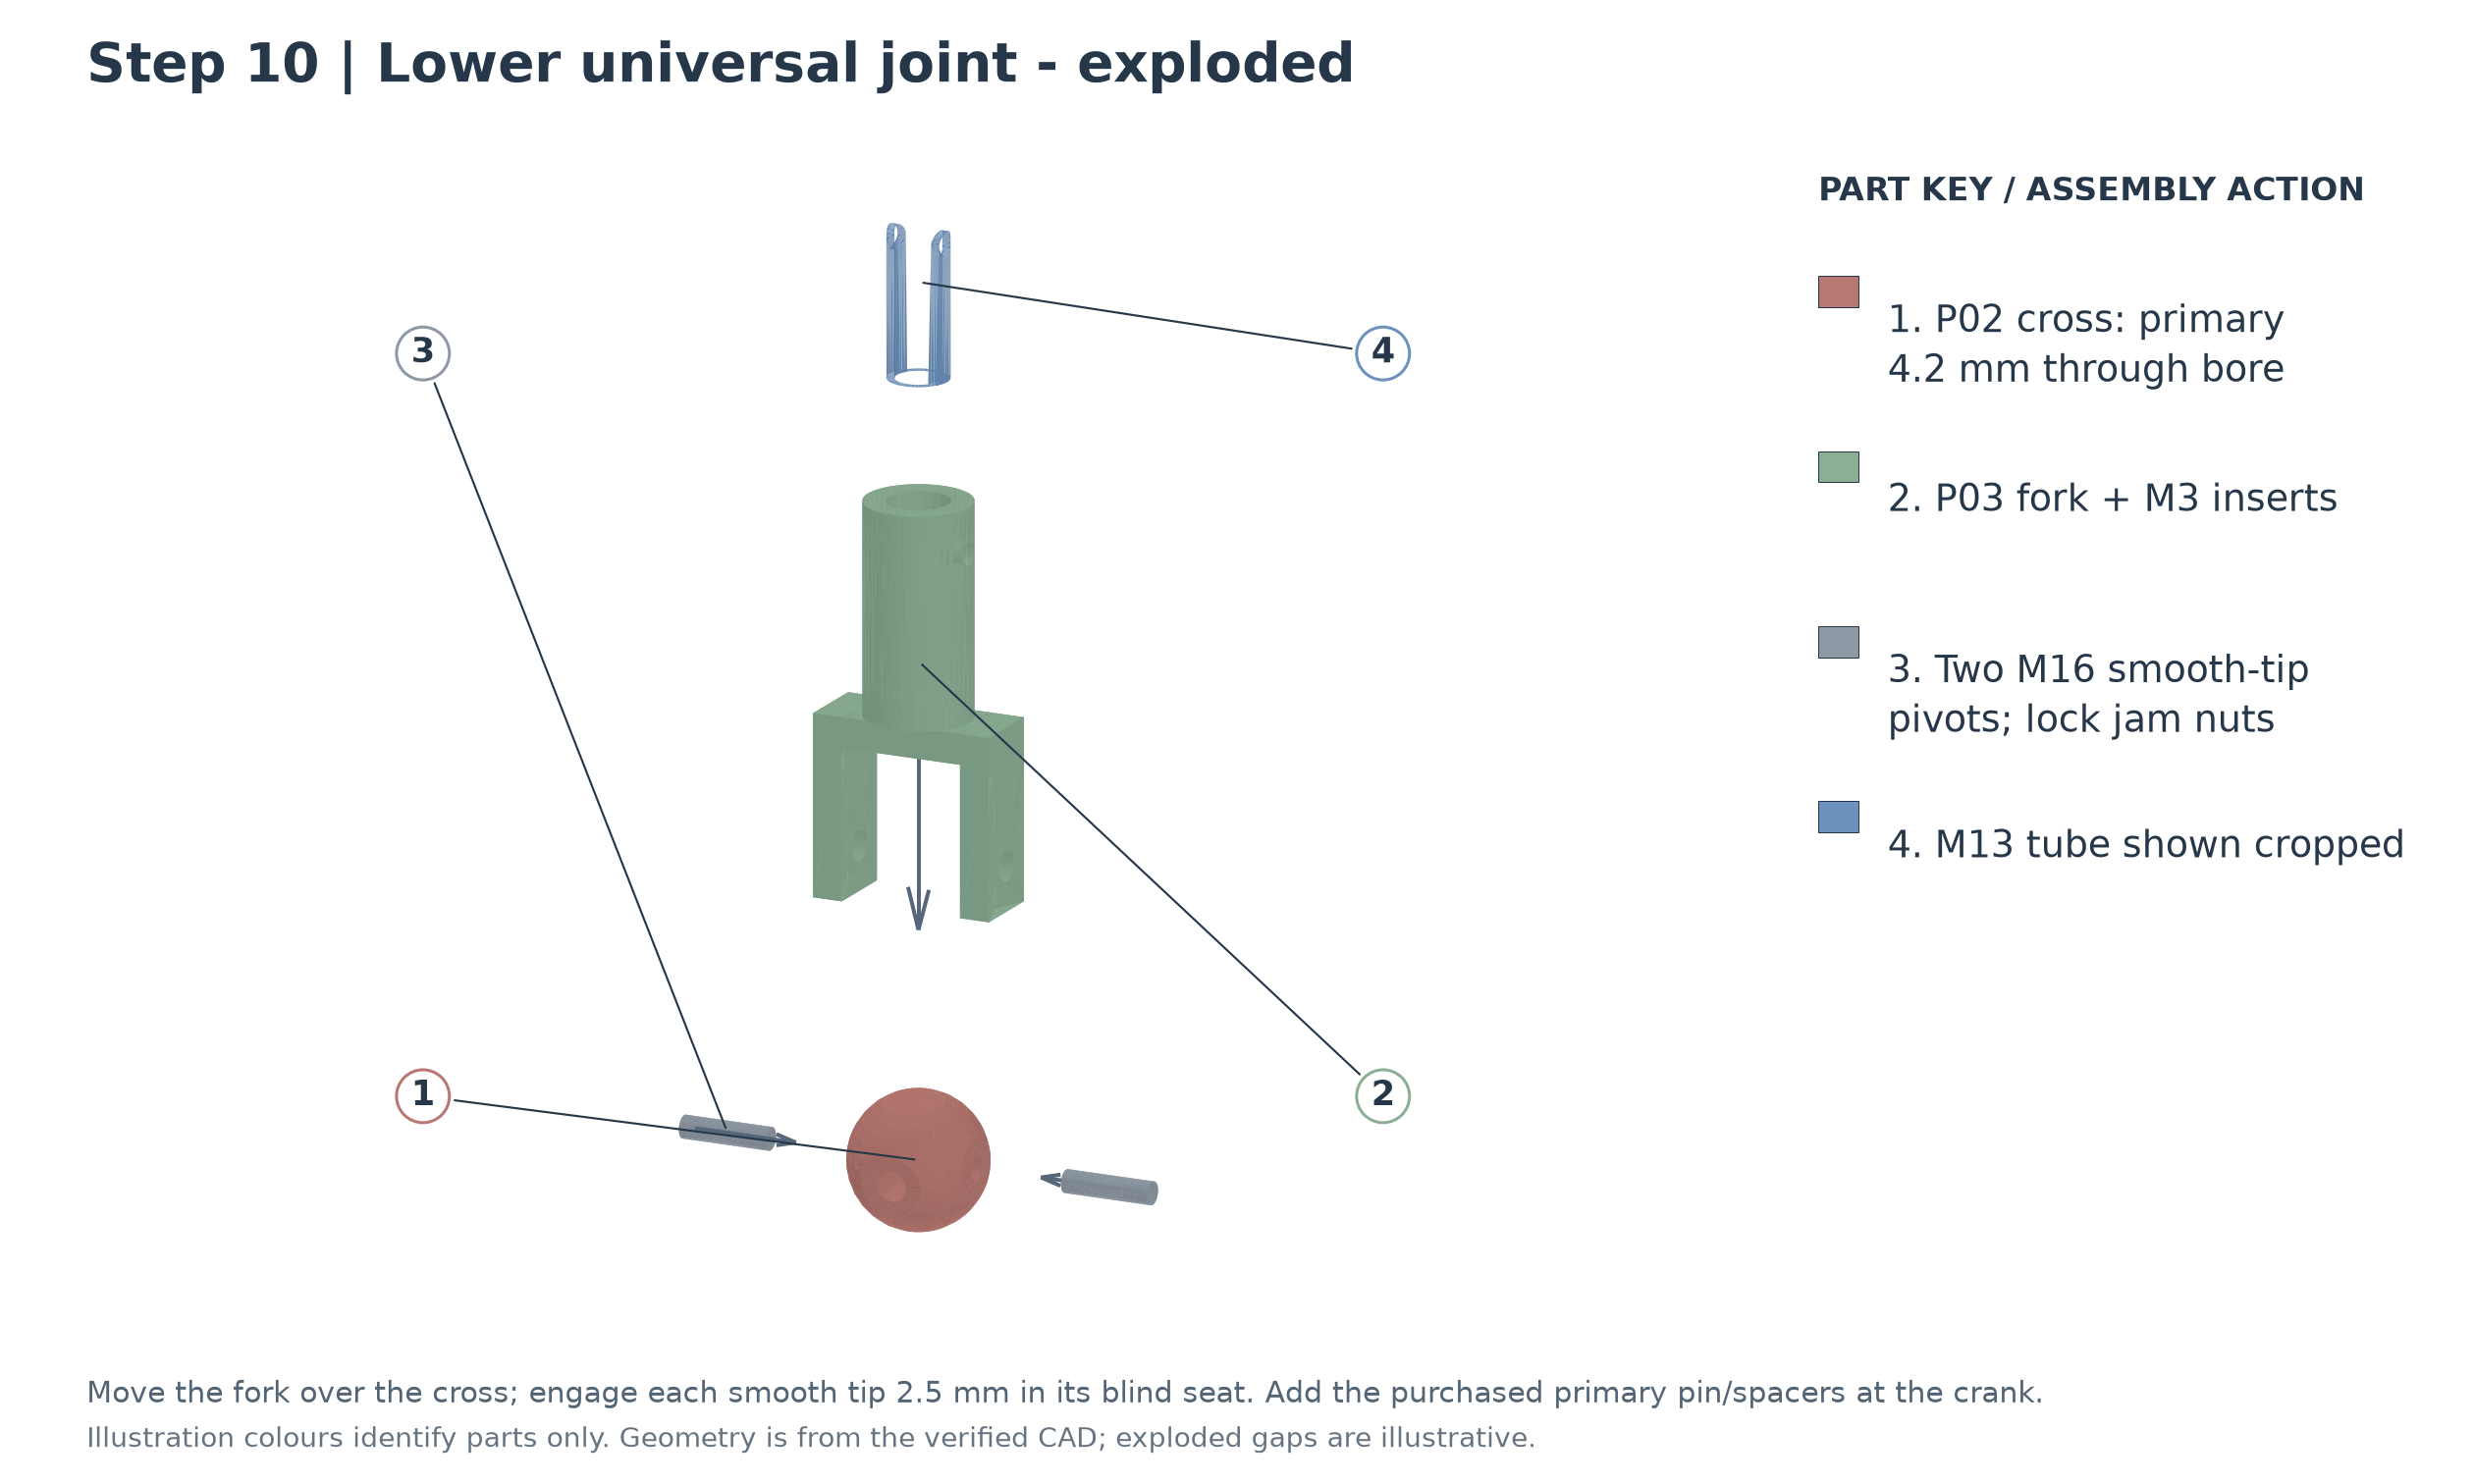 Step 10 | Lower universal joint - exploded
PART KEY / ASSEMBLY ACTION
1. P02 cross: primary
4.2 mm through bore
2. P03 fork + M3 inserts
3. Two M16 smooth-tip
pivots; lock jam nuts
4. M13 tube shown cropped
3
4
1
2
Move the fork over the cross; engage each smooth tip 2.5 mm in its blind seat. Add the purchased primary pin/spacers at the crank.
Illustration colours identify parts only. Geometry is from the verified CAD; exploded gaps are illustrative.